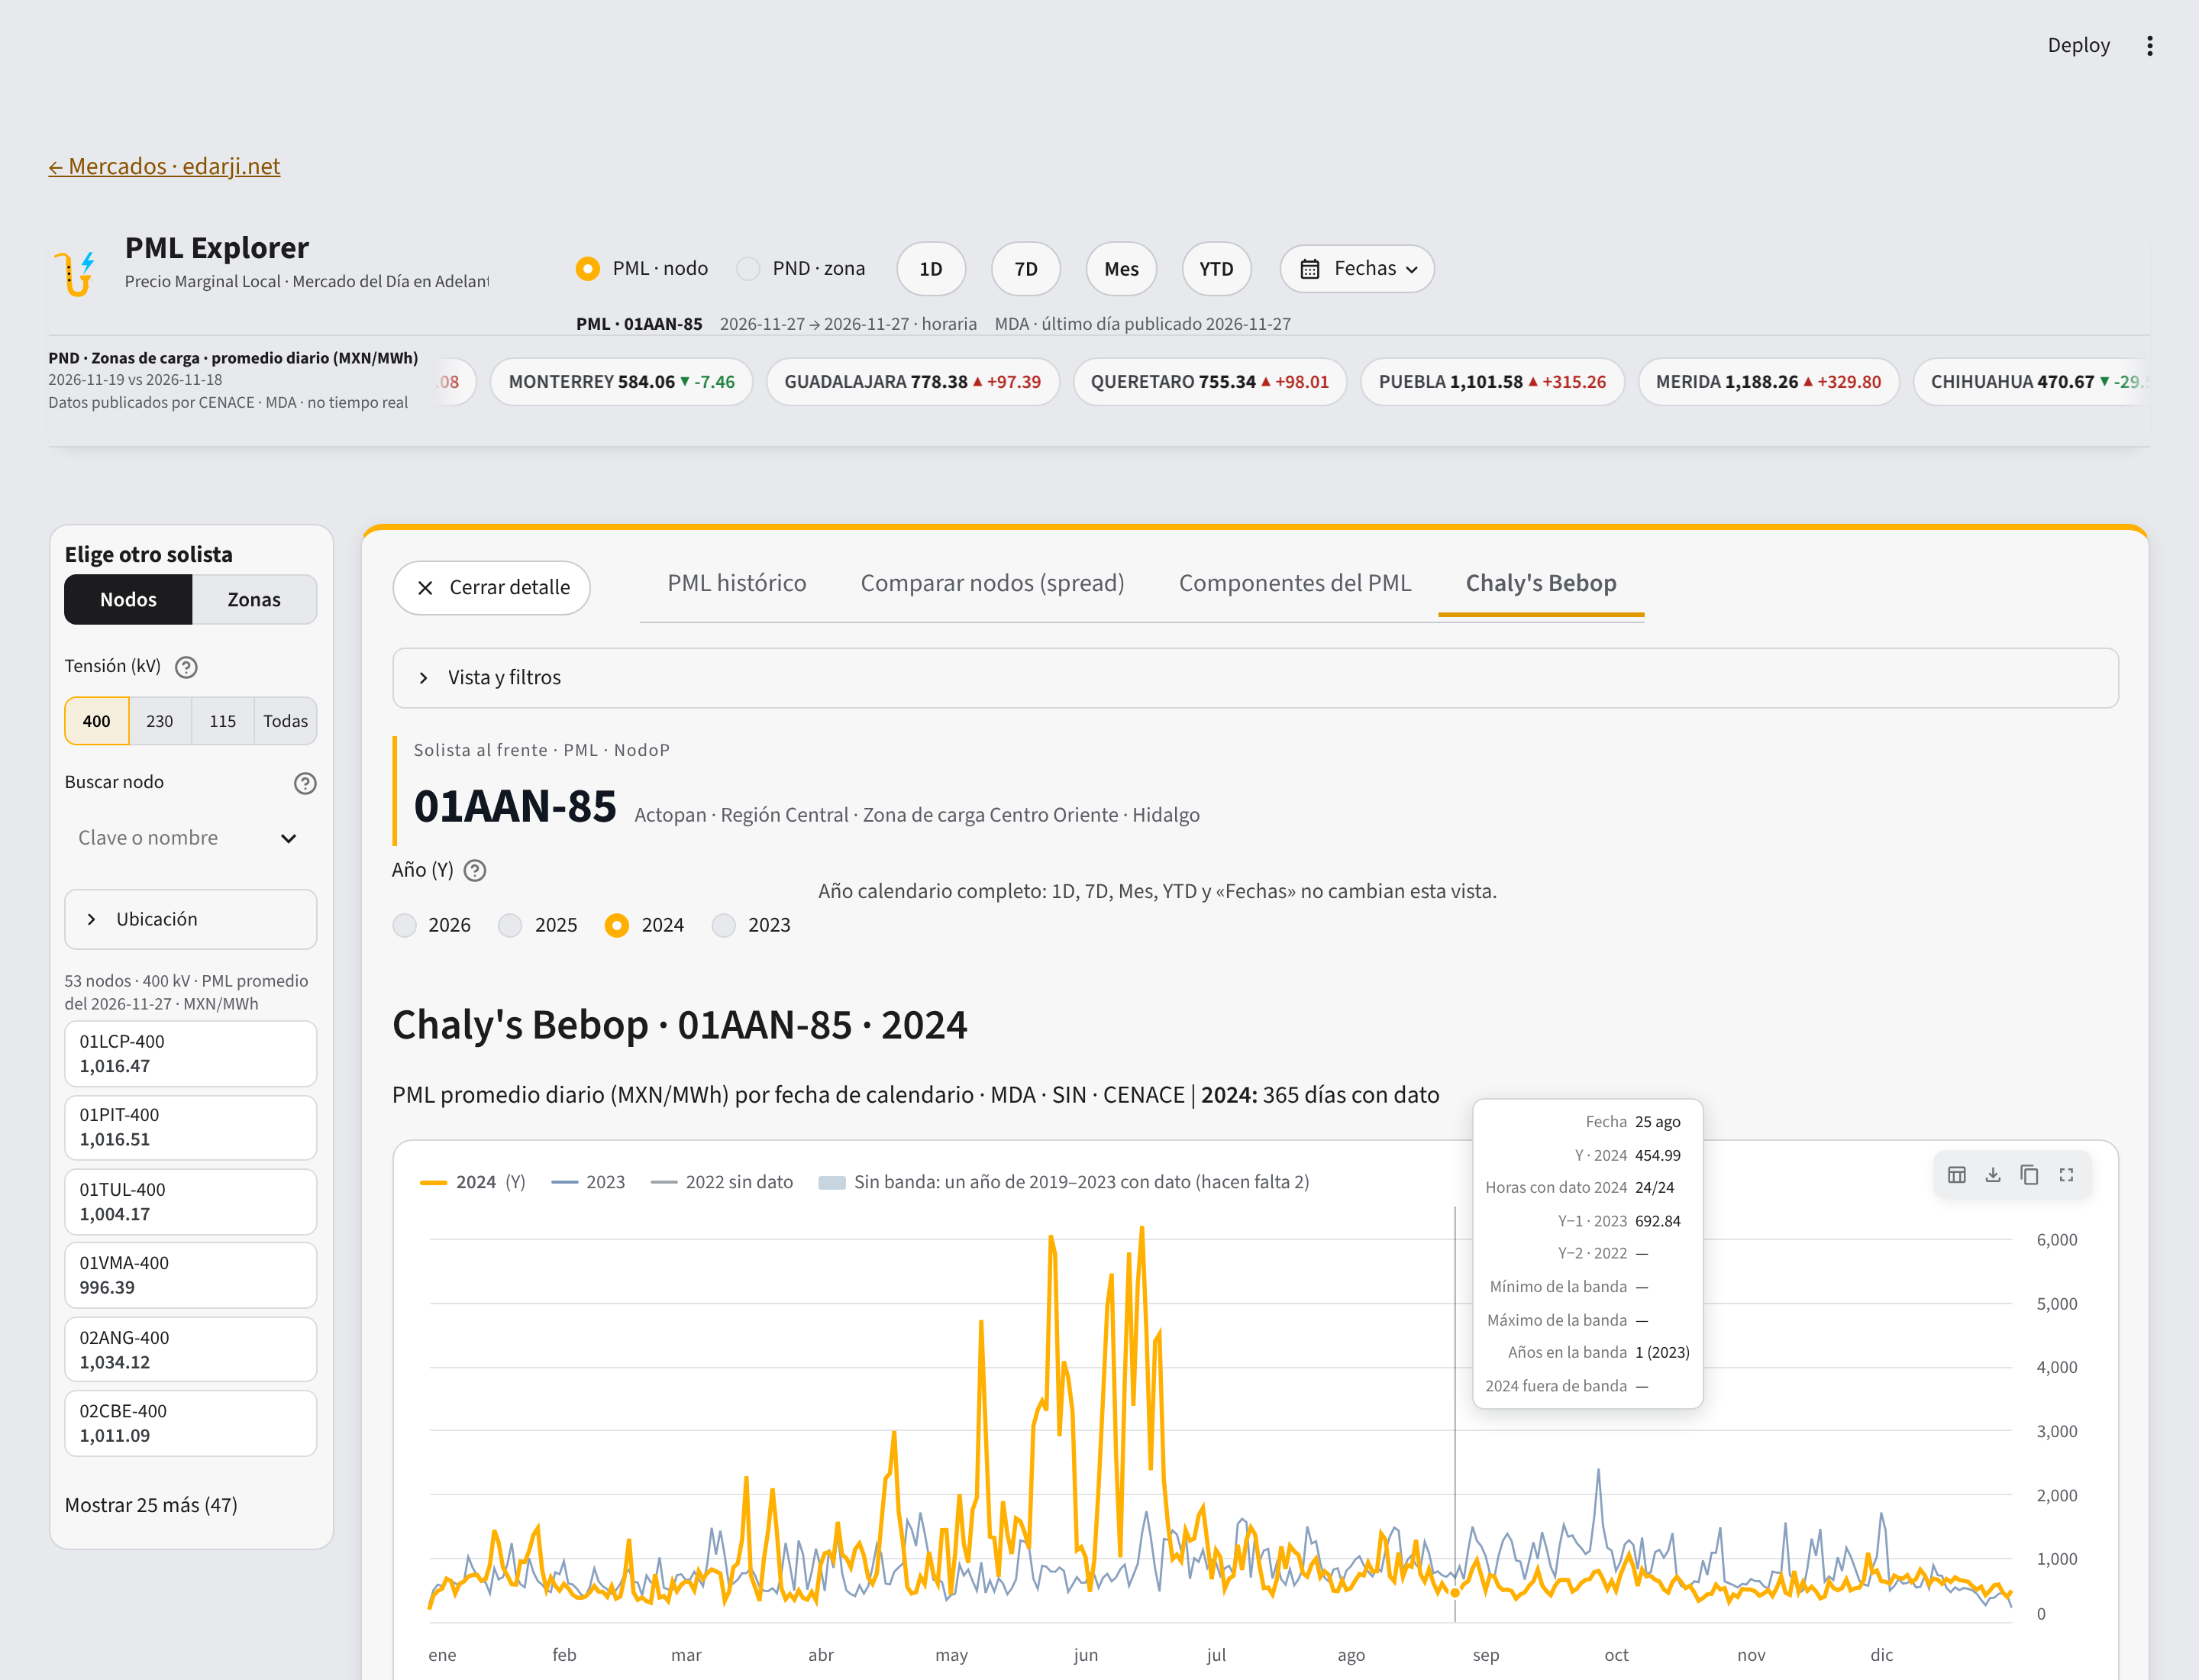 Deploy
← Mercados · edarji.net
PML Explorer
Precio Marginal Local · Mercado del Día en Adelant
PML · nodo
PND · zona
1D
7D
Mes
YTD
Fechas
PML · 01AAN-85 2026-11-27 → 2026-11-27 · horaria MDA · último día publicado 2026-11-27
PND · Zonas de carga · promedio diario (MXN/MWh)
2026-11-19 vs 2026-11-18
Datos publicados por CENACE · MDA · no tiempo real
.08
MONTERREY 584.06 ▼ -7.46
GUADALAJARA 778.38 ▲ +97.39
QUERETARO 755.34 ▲ +98.01
PUEBLA 1,101.58 ▲ +315.26
MERIDA 1,188.26 ▲ +329.80
CHIHUAHUA 470.67 ▼ -29.
Elige otro solista
Nodos
Zonas
Tensión (kV)
400
230
115
Todas
Buscar nodo
Clave o nombre
Ubicación
53 nodos · 400 kV · PML promedio
del 2026-11-27 · MXN/MWh
01LCP-400
1,016.47
01PIT-400
1,016.51
01TUL-400
1,004.17
01VMA-400
996.39
02ANG-400
1,034.12
02CBE-400
1,011.09
Mostrar 25 más (47)
Cerrar detalle
PML histórico
Comparar nodos (spread)
Componentes del PML
Chaly's Bebop
Vista y filtros
Solista al frente · PML · NodoP
01AAN-85 Actopan · Región Central · Zona de carga Centro Oriente · Hidalgo
Año (Y)
Año calendario completo: 1D, 7D, Mes, YTD y «Fechas» no cambian esta vista.
2026
2025
2024
2023
Chaly's Bebop · 01AAN-85 · 2024
PML promedio diario (MXN/MWh) por fecha de calendario · MDA · SIN · CENACE | 2024: 365 días con dato
2024 (Y)
2023
2022 sin dato
Sin banda: un año de 2019–2023 con dato (hacen falta 2)
Fecha 25 ago
Y · 2024 454.99
Horas con dato 2024 24/24
Y−1 · 2023 692.84
Y−2 · 2022 —
Mínimo de la banda —
Máximo de la banda —
Años en la banda 1 (2023)
2024 fuera de banda —
6,000
5,000
4,000
3,000
2,000
1,000
0
ene
feb
mar
abr
may
jun
jul
ago
sep
oct
nov
dic